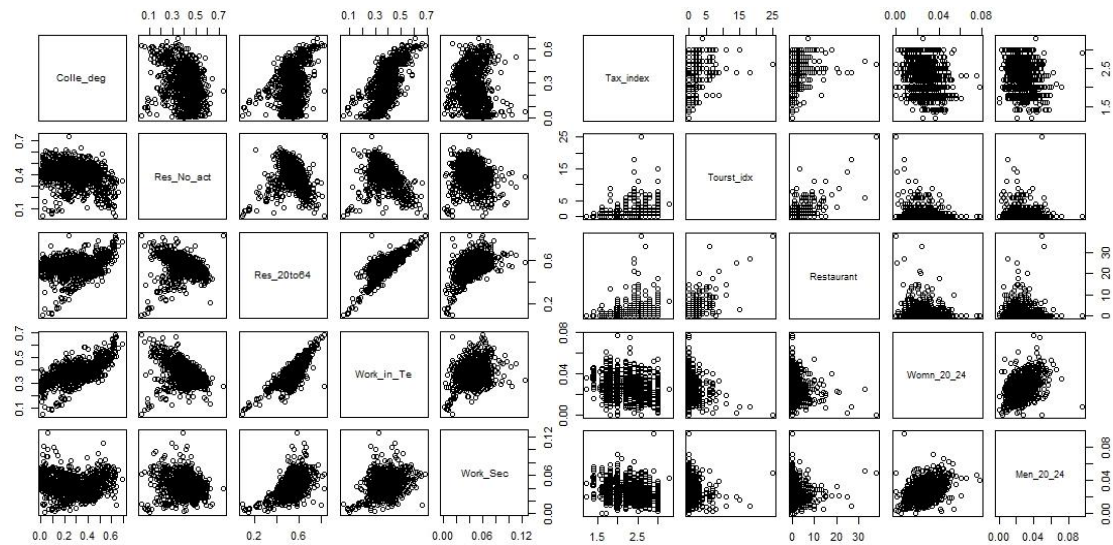 0.1 0.3 0.5 0.7 0.1 0.3 0.5 0.7 0 5 15 25 0.00 0.04 0.08
Colle_deg 0.0 0.3 0.6 Tax_index 1.5 2.5
0.1 0.4 0.7 Res_No_act 0 5 15 25 Tourst_idx
Res_20to64 0.2 0.6 Restaurant 0 10 20 30
0.1 0.3 0.5 0.7 Work_in_Te 0.00 0.04 0.08 Womn_20_24
Work_Sec 0.00 0.06 0.12 Men_20_24 0.00 0.04 0.08
0.0 0.2 0.4 0.6 0.2 0.6 0.00 0.06 0.12 1.5 2.5 0 10 20 30 0.00 0.04 0.08